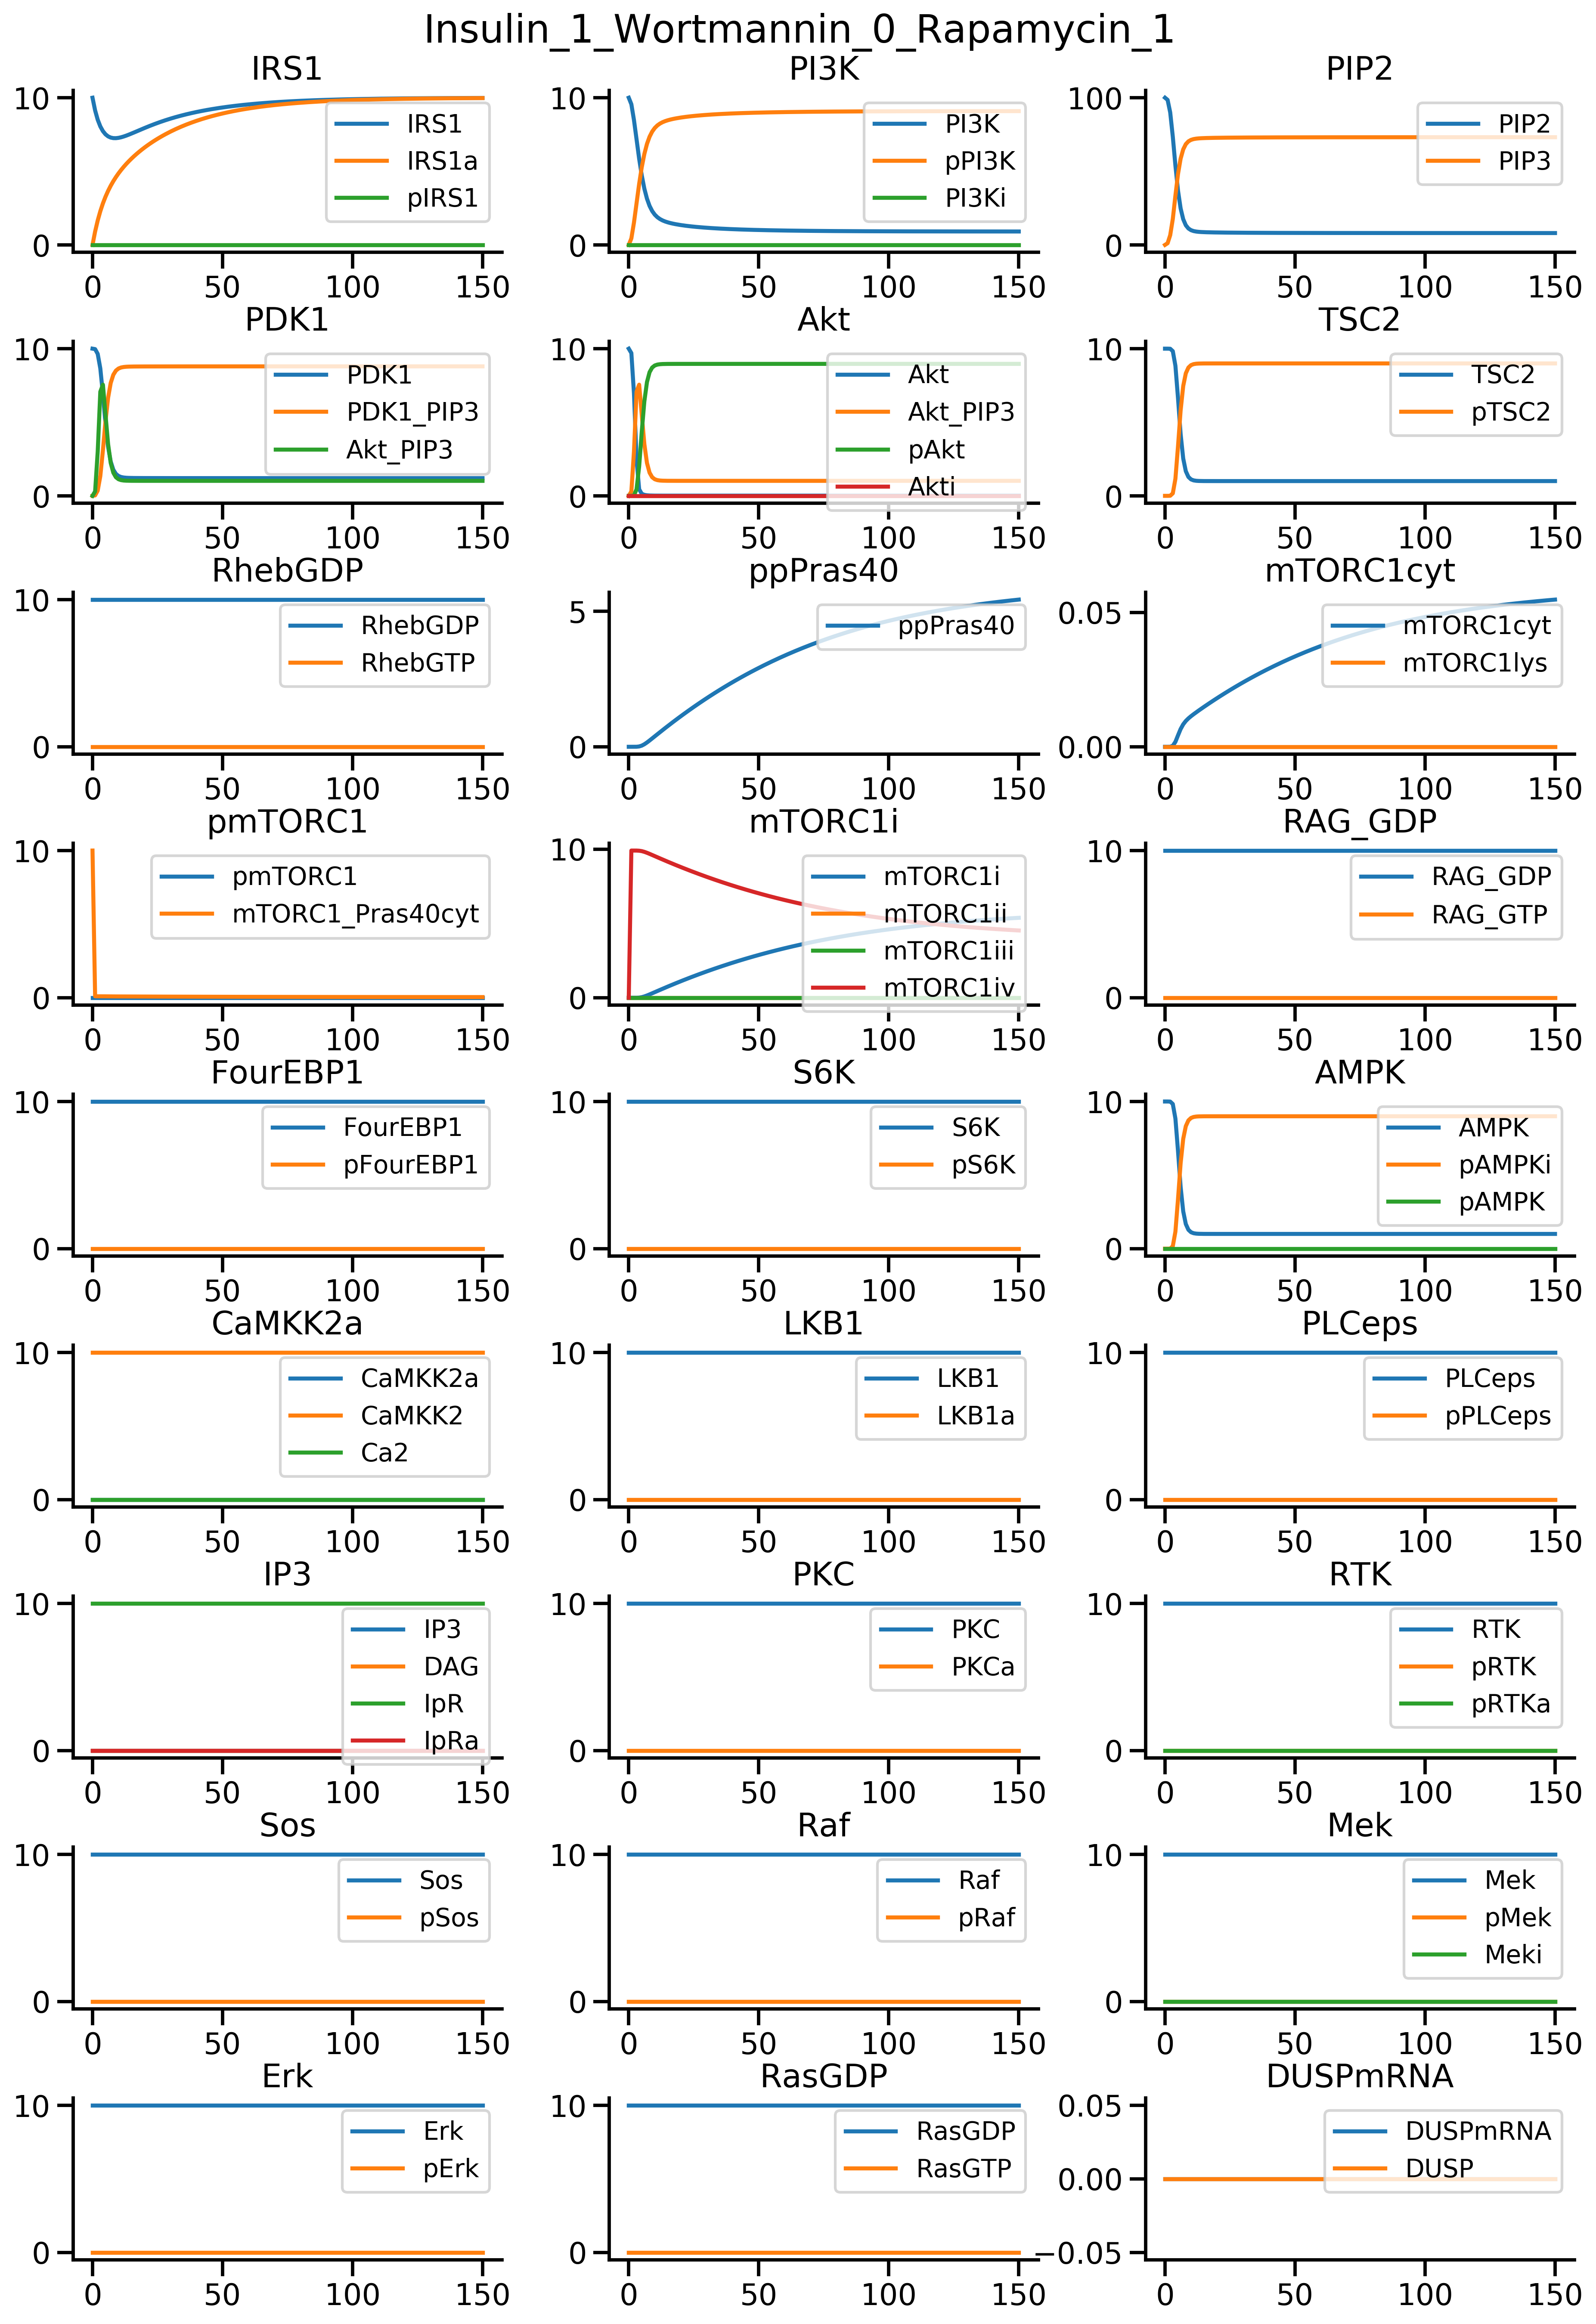 Insulin_1_Wortmannin_0_Rapamycin_1
IRS1
10
0
0 50 100 150
IRS1
IRS1a
pIRS1
PI3K
10
0
0 50 100 150
PI3K
pPI3K
PI3Ki
PIP2
100
0
0 50 100 150
PIP2
PIP3
PDK1
10
0
0 50 100 150
PDK1
PDK1_PIP3
Akt_PIP3
Akt
10
0
0 50 100 150
Akt
Akt_PIP3
pAkt
Akti
TSC2
10
0
0 50 100 150
TSC2
pTSC2
RhebGDP
10
0
0 50 100 150
RhebGDP
RhebGTP
ppPras40
5
0
0 50 100 150
ppPras40
mTORC1cyt
0.05
0.00
0 50 100 150
mTORC1cyt
mTORC1lys
pmTORC1
10
0
0 50 100 150
pmTORC1
mTORC1_Pras40cyt
mTORC1i
10
0
0 50 100 150
mTORC1i
mTORC1ii
mTORC1iii
mTORC1iv
RAG_GDP
10
0
0 50 100 150
RAG_GDP
RAG_GTP
FourEBP1
10
0
0 50 100 150
FourEBP1
pFourEBP1
S6K
10
0
0 50 100 150
S6K
pS6K
AMPK
10
0
0 50 100 150
AMPK
pAMPKi
pAMPK
CaMKK2a
10
0
0 50 100 150
CaMKK2a
CaMKK2
Ca2
LKB1
10
0
0 50 100 150
LKB1
LKB1a
PLCeps
10
0
0 50 100 150
PLCeps
pPLCeps
IP3
10
0
0 50 100 150
IP3
DAG
IpR
IpRa
PKC
10
0
0 50 100 150
PKC
PKCa
RTK
10
0
0 50 100 150
RTK
pRTK
pRTKa
Sos
10
0
0 50 100 150
Sos
pSos
Raf
10
0
0 50 100 150
Raf
pRaf
Mek
10
0
0 50 100 150
Mek
pMek
Meki
Erk
10
0
0 50 100 150
Erk
pErk
RasGDP
10
0
0 50 100 150
RasGDP
RasGTP
DUSPmRNA
0.05
0.00
−0.05
0 50 100 150
DUSPmRNA
DUSP